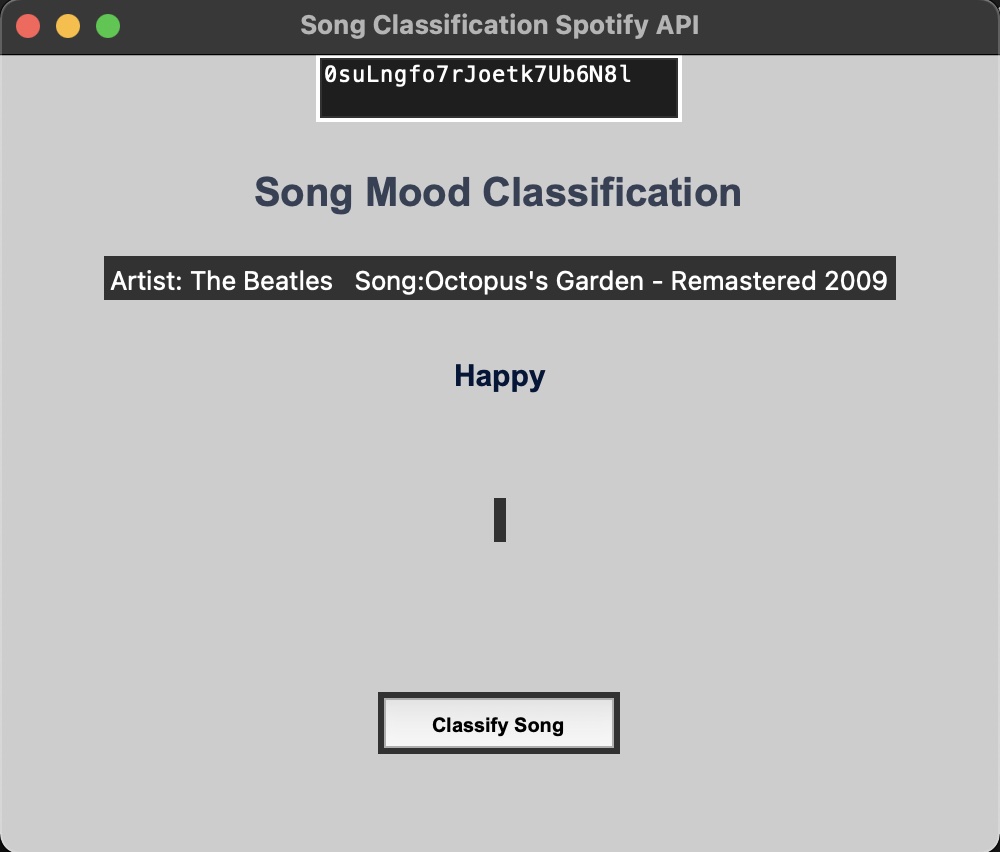 Song Classification Spotify API
0suLngfo7rJoetk7Ub6N8l
Song Mood Classification
Artist: The Beatles   Song:Octopus's Garden - Remastered 2009
Happy
Classify Song